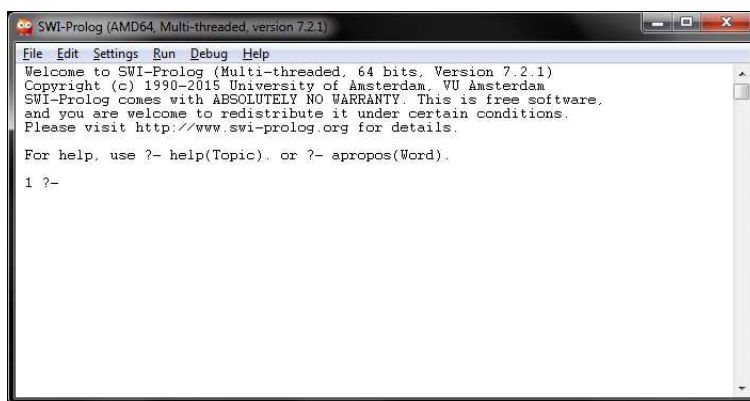 SWI-Prolog (AMD64, Multi-threaded, version 7.2.1)
File Edit Settings Run Debug Help
Welcome to SWI-Prolog (Multi-threaded, 64 bits, Version 7.2.1)
Copyright (c) 1990-2015 University of Amsterdam, VU Amsterdam
SWI-Prolog comes with ABSOLUTELY NO WARRANTY. This is free software,
and you are welcome to redistribute it under certain conditions.
Please visit http://www.swi-prolog.org for details.
For help, use ?- help(Topic). or ?- apropos(Word).
1 ?-